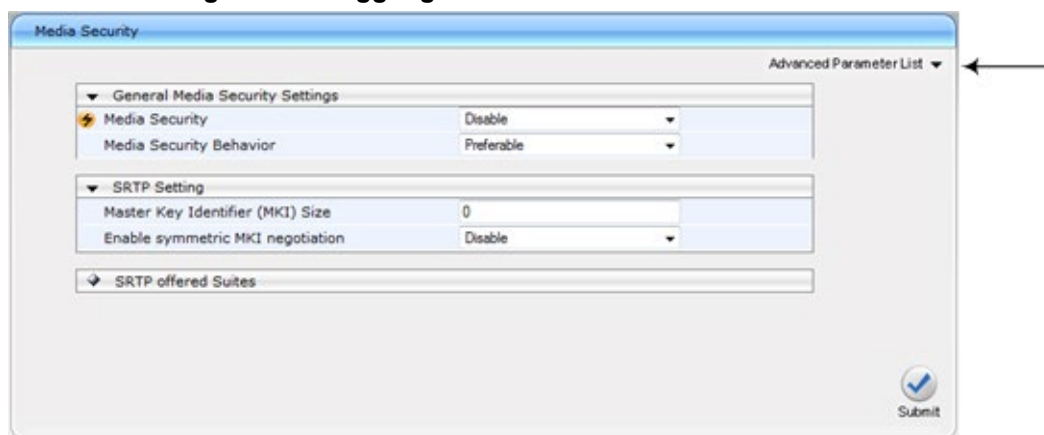 Media Security
Advanced Parameter List
General Media Security Settings
Media Security Disable
Media Security Behavior Preferable
SRTP Setting
Master Key Identifier (MKI) Size 0
Enable symmetric MKI negotiation Disable
SRTP offered Suites
Submit